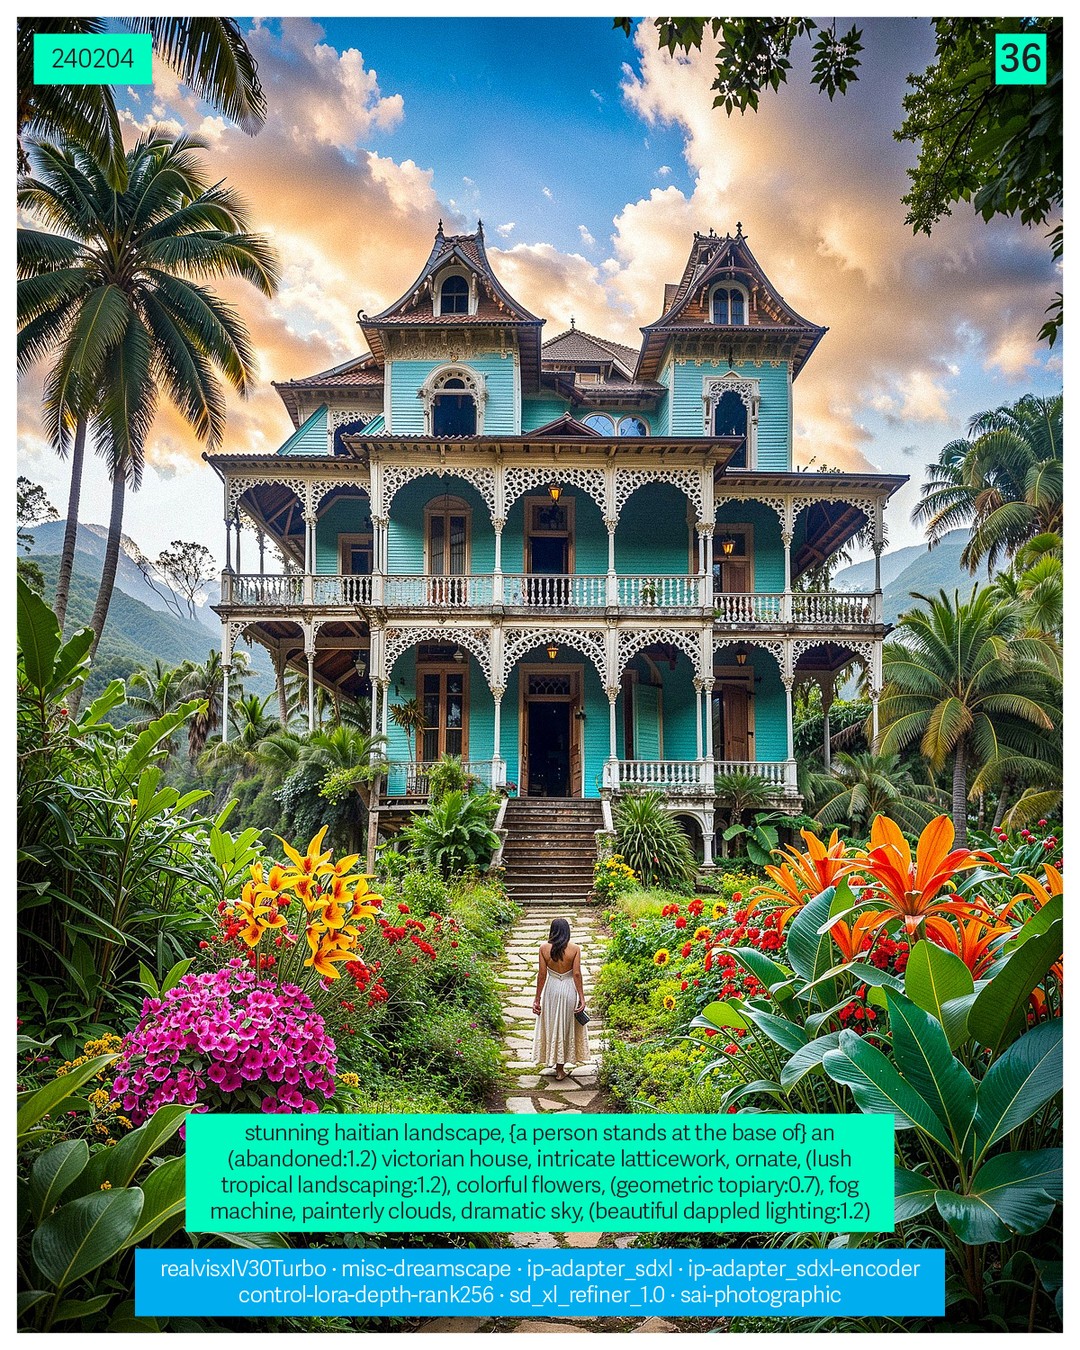 240204
36
stunning haitian landscape, {a person stands at the base of} an
(abandoned:1.2) victorian house, intricate latticework, ornate, (lush
tropical landscaping:1.2), colorful flowers, (geometric topiary:0.7), fog
machine, painterly clouds, dramatic sky, (beautiful dappled lighting:1.2)
realvisxlV30Turbo · misc-dreamscape · ip-adapter_sdxl · ip-adapter_sdxl-encoder
control-lora-depth-rank256 · sd_xl_refiner_1.0 · sai-photographic